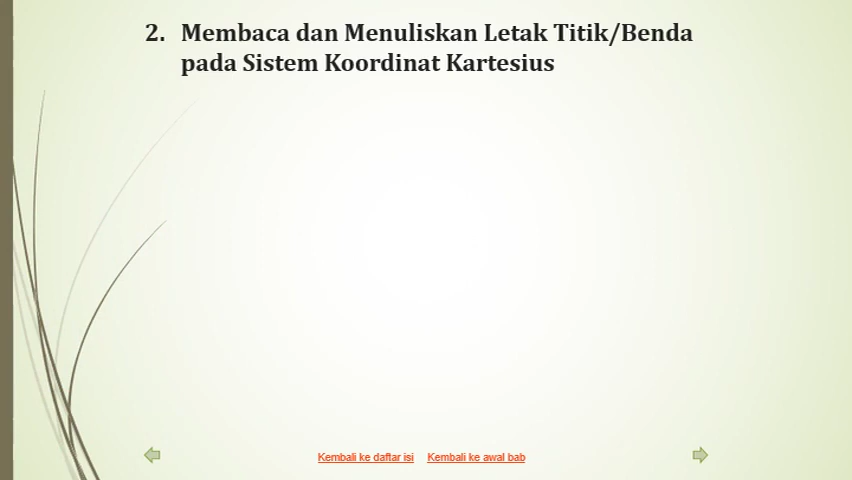 2. Membaca dan Menuliskan Letak Titik/Benda
pada Sistem Koordinat Kartesius
Kembali ke daftar isi Kembali ke awal bab